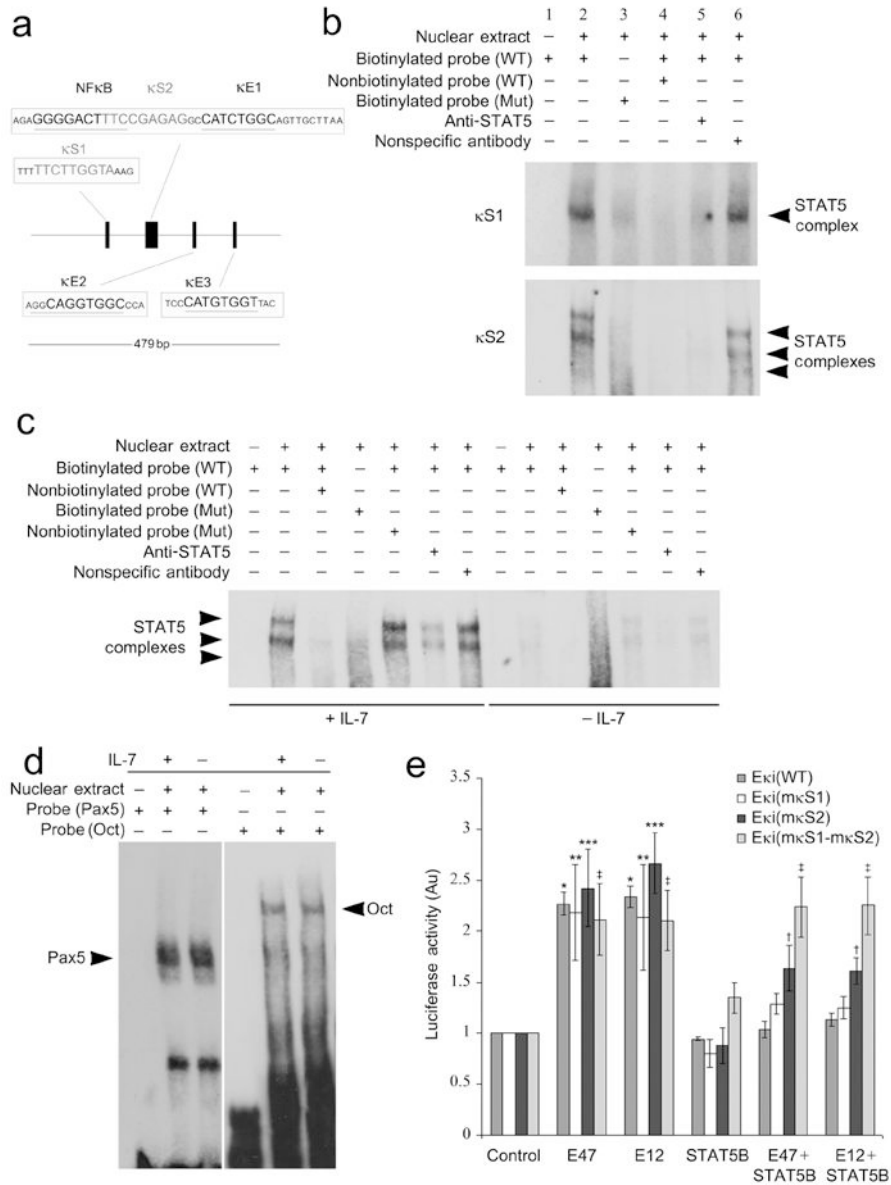 a
NFκB κS2 κE1
AGAGGGGACTTTCCGAGAGGCCATCTGGCAGTTGCTTAA
κS1
TTTTTCTTGGTAAAG
κE2 κE3
AGGCAGGTGGCCCA TCCCATGTGGTTAC
479 bp
b
1 2 3 4 5 6
Nuclear extract – + + + + +
Biotinylated probe (WT) + + – + + +
Nonbiotinylated probe (WT) – – – + – –
Biotinylated probe (Mut) – – + – – –
Anti-STAT5 – – – – + –
Nonspecific antibody – – – – – +
κS1
STAT5
complex
κS2
STAT5
complexes
c
Nuclear extract – + + + + + + – + + + + + +
Biotinylated probe (WT) + + + – + + + + + + – + + +
Nonbiotinylated probe (WT) – – + – – – – – – + – – – –
Biotinylated probe (Mut) – – – + – – – – – – + – – –
Nonbiotinylated probe (Mut) – – – – + – – – – – – + – –
Anti-STAT5 – – – – – + – – – – – – + –
Nonspecific antibody – – – – – – + – – – – – – +
STAT5
complexes
+ IL-7 – IL-7
d
IL-7 + – + –
Nuclear extract – + + – + +
Probe (Pax5) + + +
Probe (Oct) + + +
Pax5
Oct
e
Luciferase activity (Au)
3.5
3
2.5
2
1.5
1
0.5
0
Eκi(WT)
Eκi(mκS1)
Eκi(mκS2)
Eκi(mκS1-mκS2)
* ** *** ‡ * ** *** ‡ † ‡ † ‡
Control E47 E12 STAT5B E47 + STAT5B E12 + STAT5B